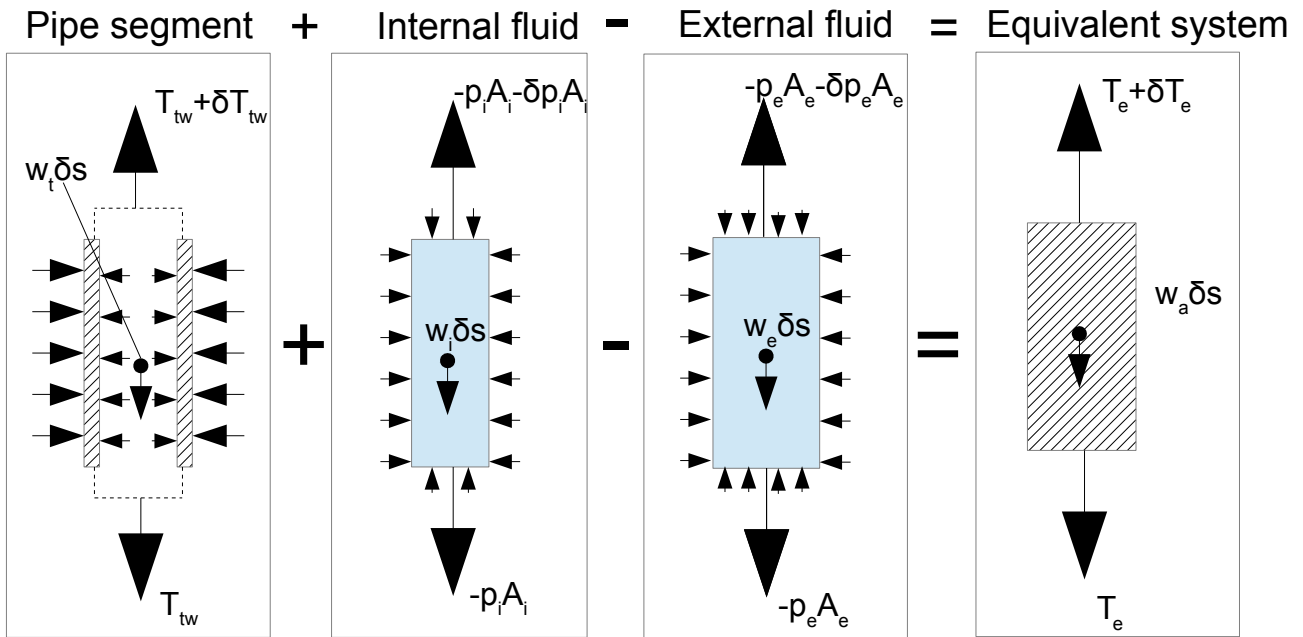 Pipe segment + Internal fluid - External fluid = Equivalent system
T_tw+δT_tw
w_tδs
T_tw
+
-p_iA_i-δp_iA_i
w_iδs
-p_iA_i
-
-p_eA_e-δp_eA_e
w_eδs
-p_eA_e
=
T_e+δT_e
w_aδs
T_e